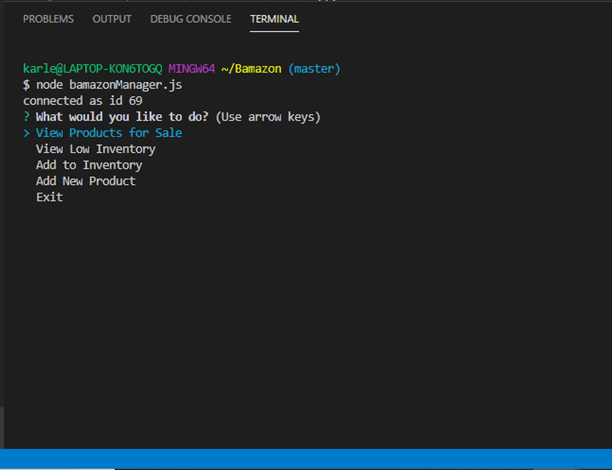 PROBLEMS OUTPUT DEBUG CONSOLE TERMINAL
karle@LAPTOP-KON6TOGQ MINGW64 ~/Bamazon (master)
$ node bamazonManager.js
connected as id 69
? What would you like to do? (Use arrow keys)
> View Products for Sale
View Low Inventory
Add to Inventory
Add New Product
Exit